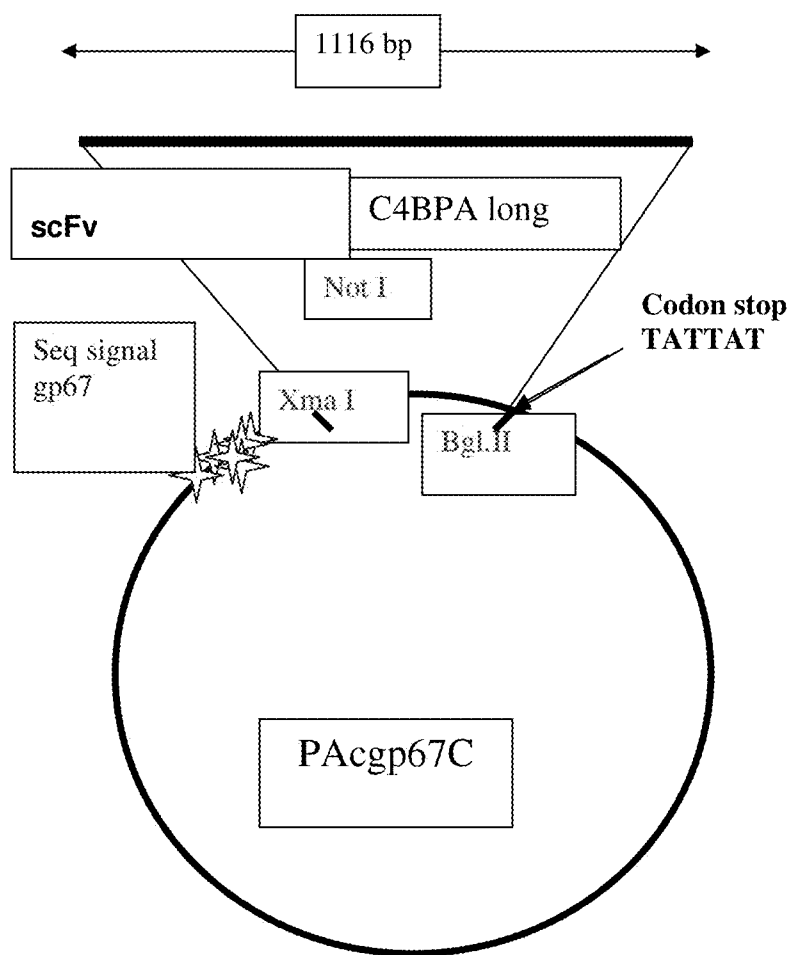 1116 bp
scFv
C4BPA long
Not I
Codon stop
TATTAT
Seq signal
gp67
Xma I
Bgl.II
PAcgp67C